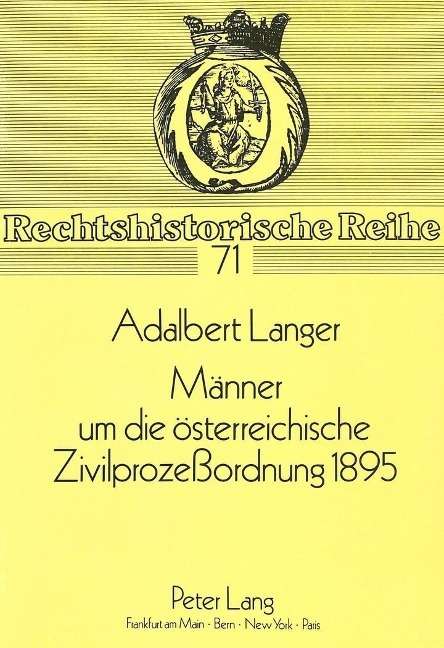 Rechtshistorische Reihe
71
Adalbert Langer
Männer
um die österreichische
Zivilprozeßordnung 1895
Peter Lang
Frankfurt am Main · Bern · New York · Paris